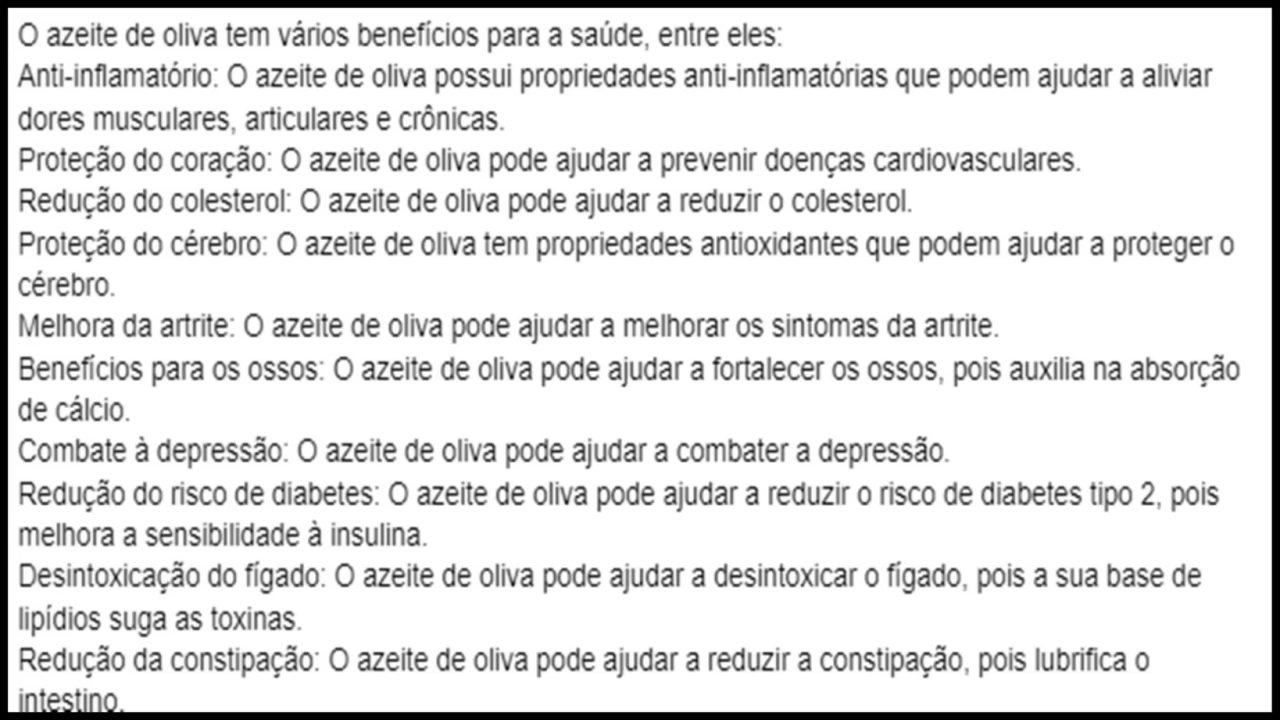 O azeite de oliva tem vários benefícios para a saúde, entre eles:
Anti-inflamatório: O azeite de oliva possui propriedades anti-inflamatórias que podem ajudar a aliviar
dores musculares, articulares e crônicas.
Proteção do coração: O azeite de oliva pode ajudar a prevenir doenças cardiovasculares.
Redução do colesterol: O azeite de oliva pode ajudar a reduzir o colesterol.
Proteção do cérebro: O azeite de oliva tem propriedades antioxidantes que podem ajudar a proteger o
cérebro.
Melhora da artrite: O azeite de oliva pode ajudar a melhorar os sintomas da artrite.
Benefícios para os ossos: O azeite de oliva pode ajudar a fortalecer os ossos, pois auxilia na absorção
de cálcio.
Combate à depressão: O azeite de oliva pode ajudar a combater a depressão.
Redução do risco de diabetes: O azeite de oliva pode ajudar a reduzir o risco de diabetes tipo 2, pois
melhora a sensibilidade à insulina.
Desintoxicação do fígado: O azeite de oliva pode ajudar a desintoxicar o fígado, pois a sua base de
lipídios suga as toxinas.
Redução da constipação: O azeite de oliva pode ajudar a reduzir a constipação, pois lubrifica o
intestino.